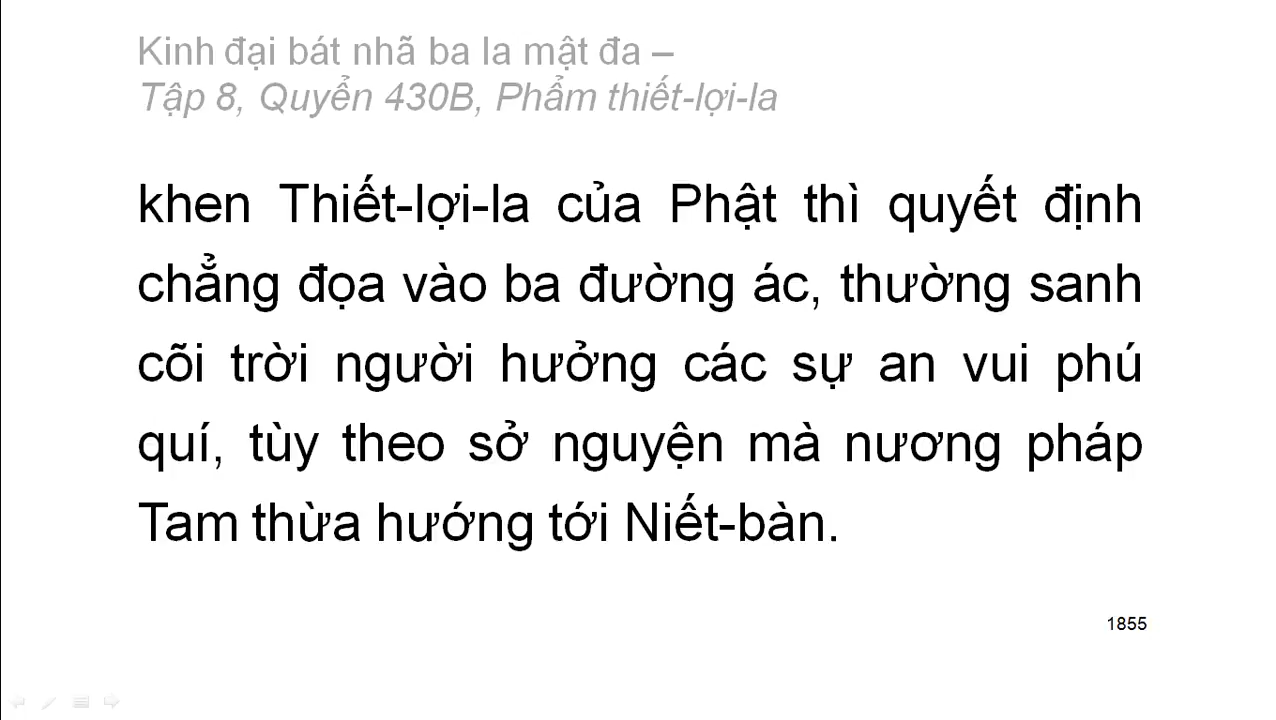 Kinh đại bát nhã ba la mật đa –
Tập 8, Quyển 430B, Phẩm thiết-lợi-la
khen Thiết-lợi-la của Phật thì quyết định
chẳng đọa vào ba đường ác, thường sanh
cõi trời người hưởng các sự an vui phú
quí, tùy theo sở nguyện mà nương pháp
Tam thừa hướng tới Niết-bàn.
1855